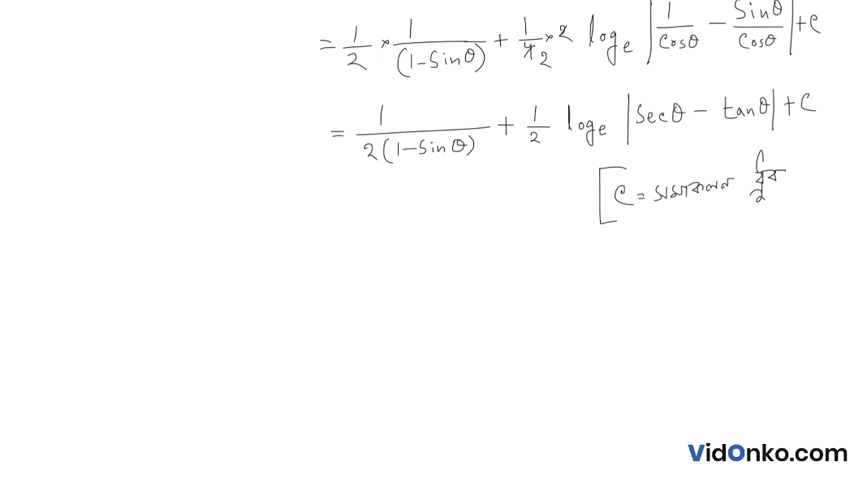 = 1/2 × 1/(1-Sinθ) + 1/4₂ × 2 logₑ |1/Cosθ - Sinθ/Cosθ| + C
= 1/2(1-Sinθ) + 1/2 logₑ |Secθ - tanθ| + C
[C = সমাকলন ধ্রুবক
VidOnko.com